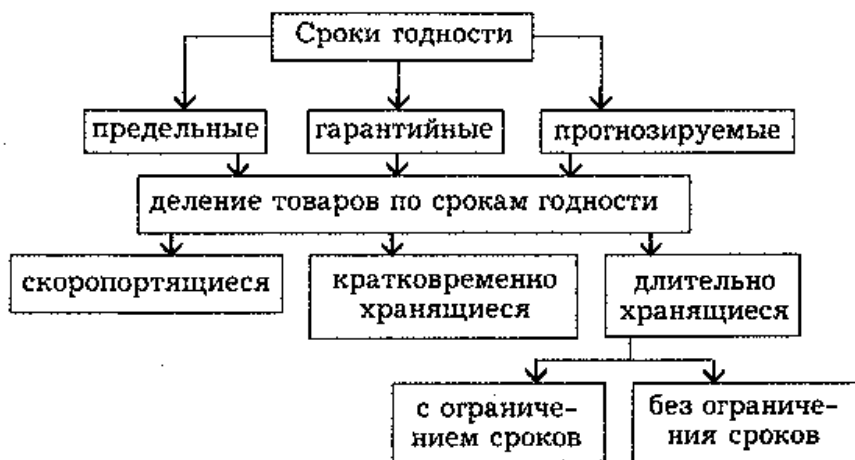 Сроки годности
предельные
гарантийные
прогнозируемые
деление товаров по срокам годности
скоропортящиеся
кратковременно
хранящиеся
длительно
хранящиеся
с ограниче-
нием сроков
без ограниче-
ния сроков